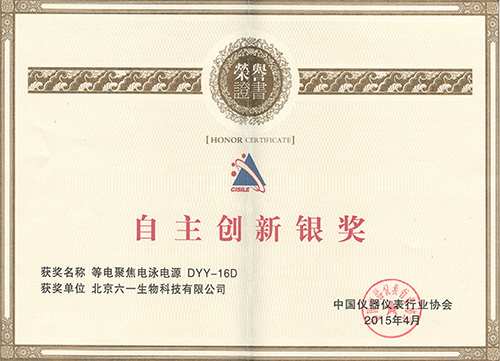 榮譽
證書
[ HONOR CERTIFICATE ]
CISILE
自主创新银奖
获奖名称 等电聚焦电泳电源 DYY-16D
获奖单位 北京六一生物科技有限公司
中国仪器仪表行业协会
2015年4月